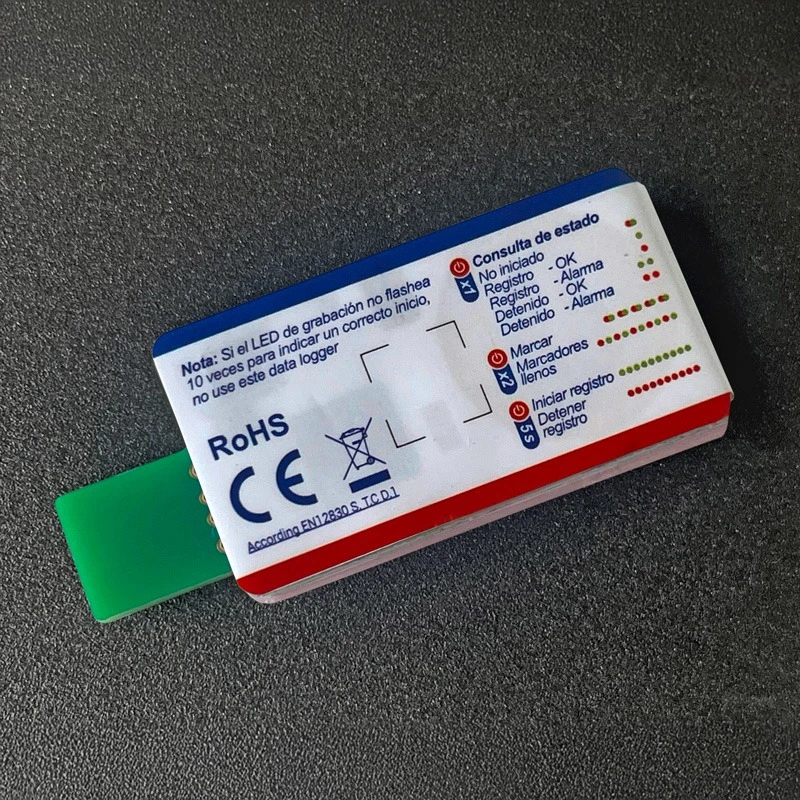 Nota: Si el LED de grabación no flashea
10 veces para indicar un correcto inicio,
no use este data logger
RoHS
CE
According EN12830 S, T,C,D,1
x1
Consulta de estado
No iniciado
Registro - OK
Registro - Alarma
Detenido - OK
Detenido - Alarma
x2
Marcar
Marcadores
llenos
5s
Iniciar registro
Detener
registro